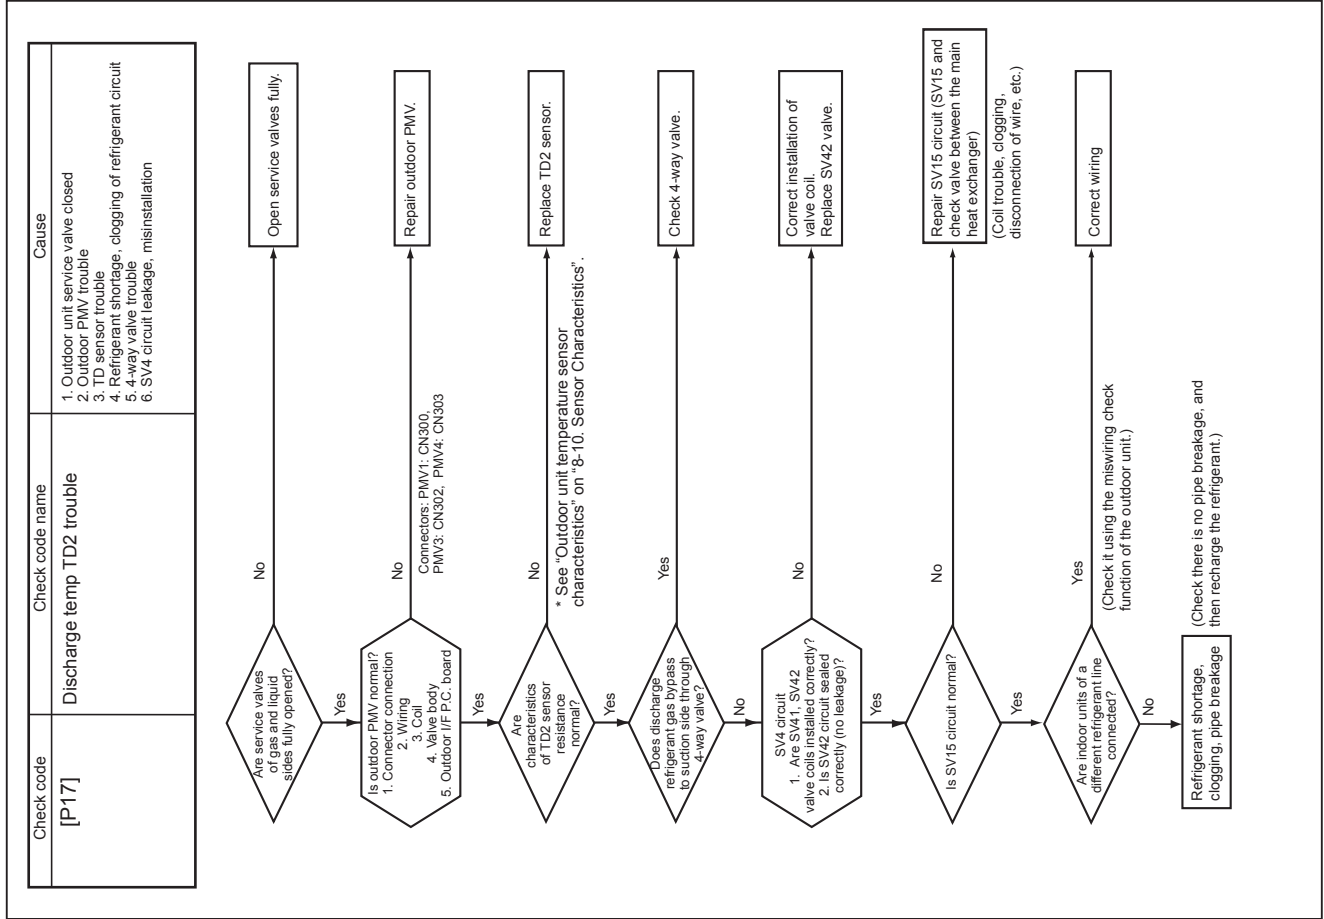 Check code
Check code name
Cause
[P17]
Discharge temp TD2 trouble
1. Outdoor unit service valve closed
2. Outdoor PMV trouble
3. TD sensor trouble
4. Refrigerant shortage, clogging of refrigerant circuit
5. 4-way valve trouble
6. SV4 circuit leakage, misinstallation
Are service valves
of gas and liquid
sides fully opened?
No
Open service valves fully.
Yes
Is outdoor PMV normal?
1. Connector connection
2. Wiring
3. Coil
4. Valve body
5. Outdoor I/F P.C. board
No
Connectors: PMV1: CN300,
PMV3: CN302, PMV4: CN303
Repair outdoor PMV.
Yes
Are
characteristics
of TD2 sensor
resistance
normal?
No
* See "Outdoor unit temperature sensor
characteristics" on "8-10. Sensor Characteristics".
Replace TD2 sensor.
Yes
Does discharge
refrigerant gas bypass
to suction side through
4-way valve?
Yes
Check 4-way valve.
No
SV4 circuit
1. Are SV41, SV42
valve coils installed correctly?
2. Is SV42 circuit sealed
correctly (no leakage)?
No
Correct installation of
valve coil.
Replace SV42 valve.
Yes
Is SV15 circuit normal?
No
Repair SV15 circuit (SV15 and
check valve between the main
heat exchanger)
(Coil trouble, clogging,
disconnection of wire, etc.)
Yes
Are indoor units of a
different refrigerant line
connected?
Yes
(Check it using the miswiring check
function of the outdoor unit.)
Correct wiring
No
Refrigerant shortage,
clogging, pipe breakage
(Check there is no pipe breakage, and
then recharge the refrigerant.)